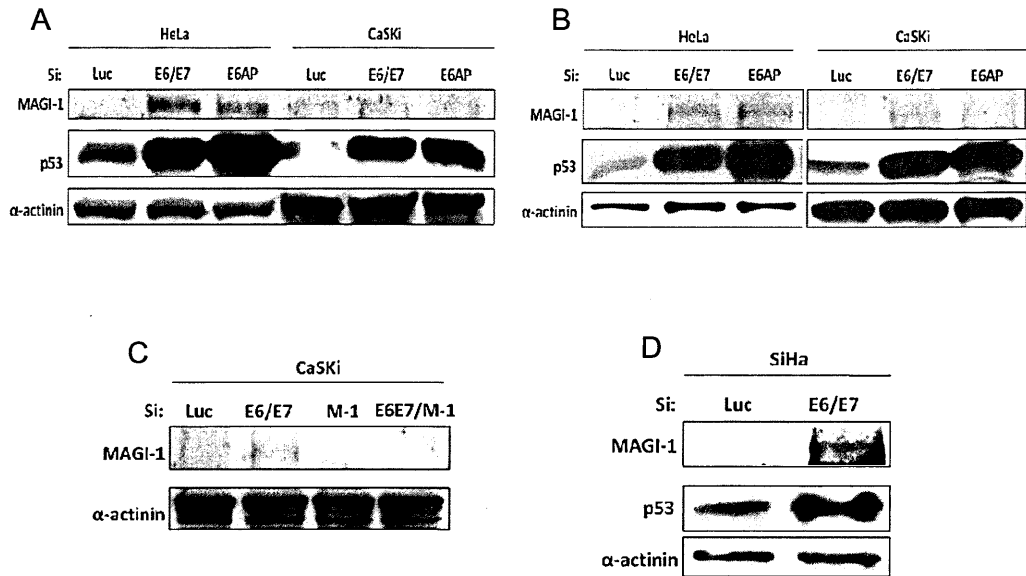 A
HeLa CaSKi
Si: Luc E6/E7 E6AP Luc E6/E7 E6AP
MAGI-1
p53
α-actinin
B
HeLa CaSKi
Si: Luc E6/E7 E6AP Luc E6/E7 E6AP
MAGI-1
p53
α-actinin
C
CaSKi
Si: Luc E6/E7 M-1 E6E7/M-1
MAGI-1
α-actinin
D
SiHa
Si: Luc E6/E7
MAGI-1
p53
α-actinin